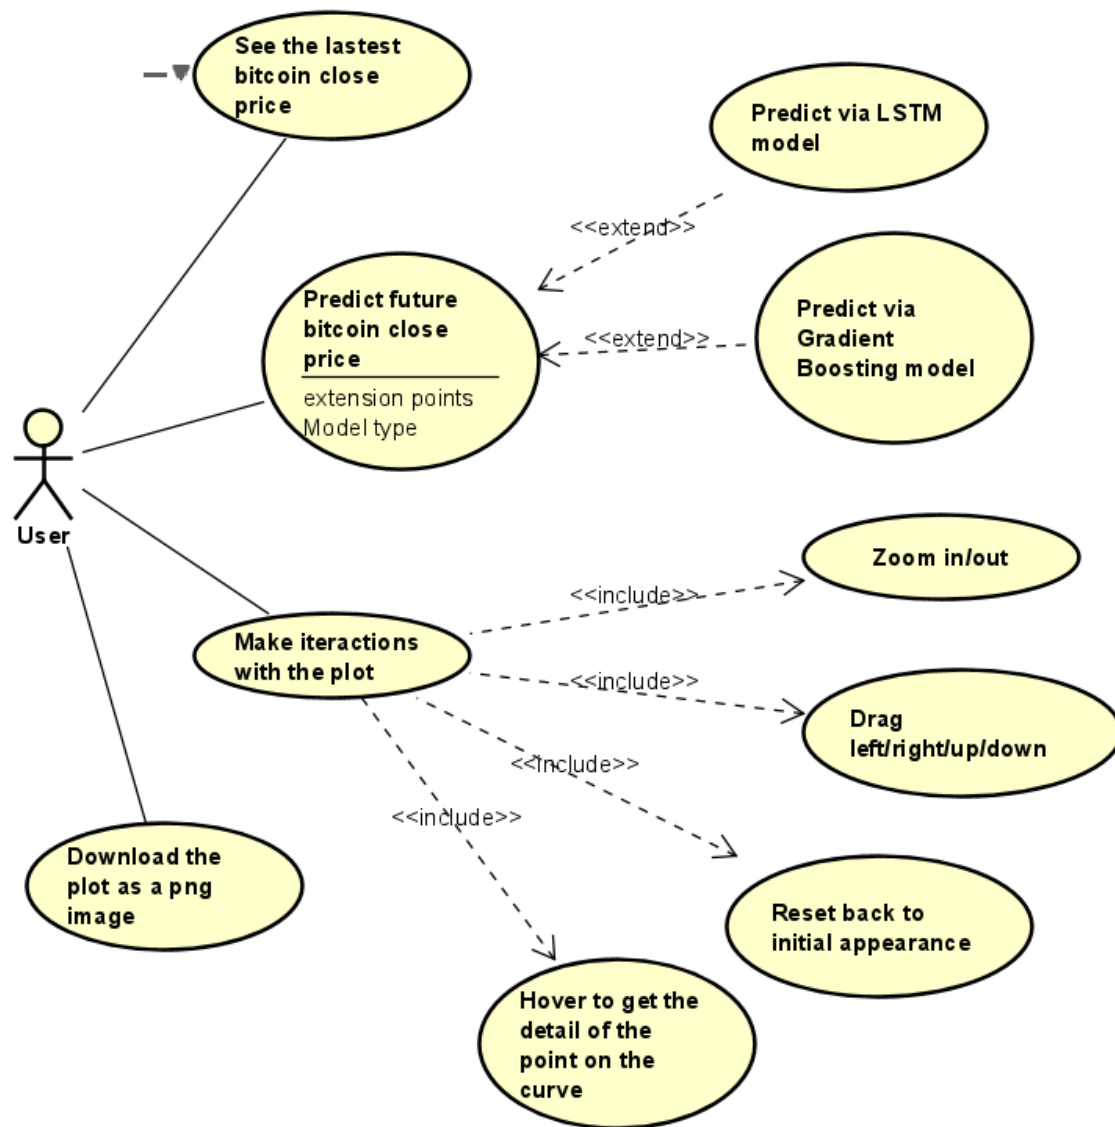 See the lastest
bitcoin close
price
Predict via LSTM
model
<<extend>>
Predict future
bitcoin close
price
extension points
Model type
<<extend>>
Predict via
Gradient
Boosting model
User
Zoom in/out
<<include>>
Make iteractions
with the plot
<<include>>
Drag
left/right/up/down
<<include>>
<<include>>
Download the
plot as a png
image
Reset back to
initial appearance
Hover to get the
detail of the
point on the
curve